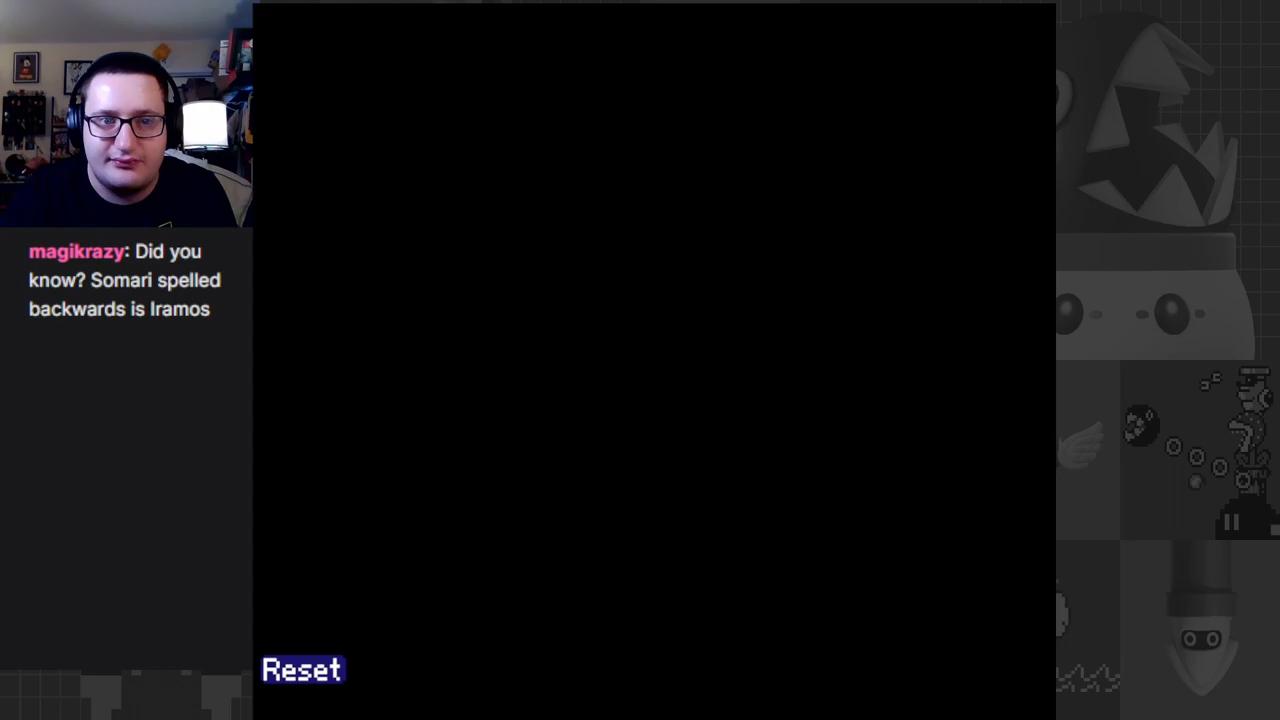 magikrazy: Did you
know? Somari spelled
backwards is Iramos
Reset